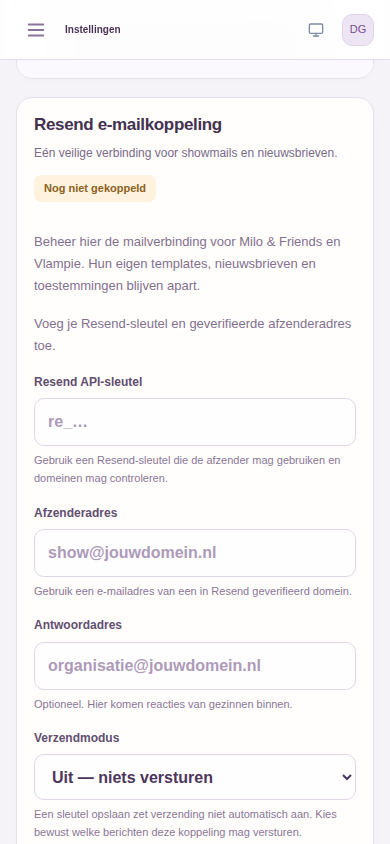 Instellingen
DG
Resend e-mailkoppeling
Eén veilige verbinding voor showmails en nieuwsbrieven.
Nog niet gekoppeld
Beheer hier de mailverbinding voor Milo & Friends en
Vlampie. Hun eigen templates, nieuwsbrieven en
toestemmingen blijven apart.
Voeg je Resend-sleutel en geverifieerde afzenderadres
toe.
Resend API-sleutel
re_...
Gebruik een Resend-sleutel die de afzender mag gebruiken en
domeinen mag controleren.
Afzenderadres
show@jouwdomein.nl
Gebruik een e-mailadres van een in Resend geverifieerd domein.
Antwoordadres
organisatie@jouwdomein.nl
Optioneel. Hier komen reacties van gezinnen binnen.
Verzendmodus
Uit — niets versturen
Een sleutel opslaan zet verzending niet automatisch aan. Kies
bewust welke berichten deze koppeling mag versturen.